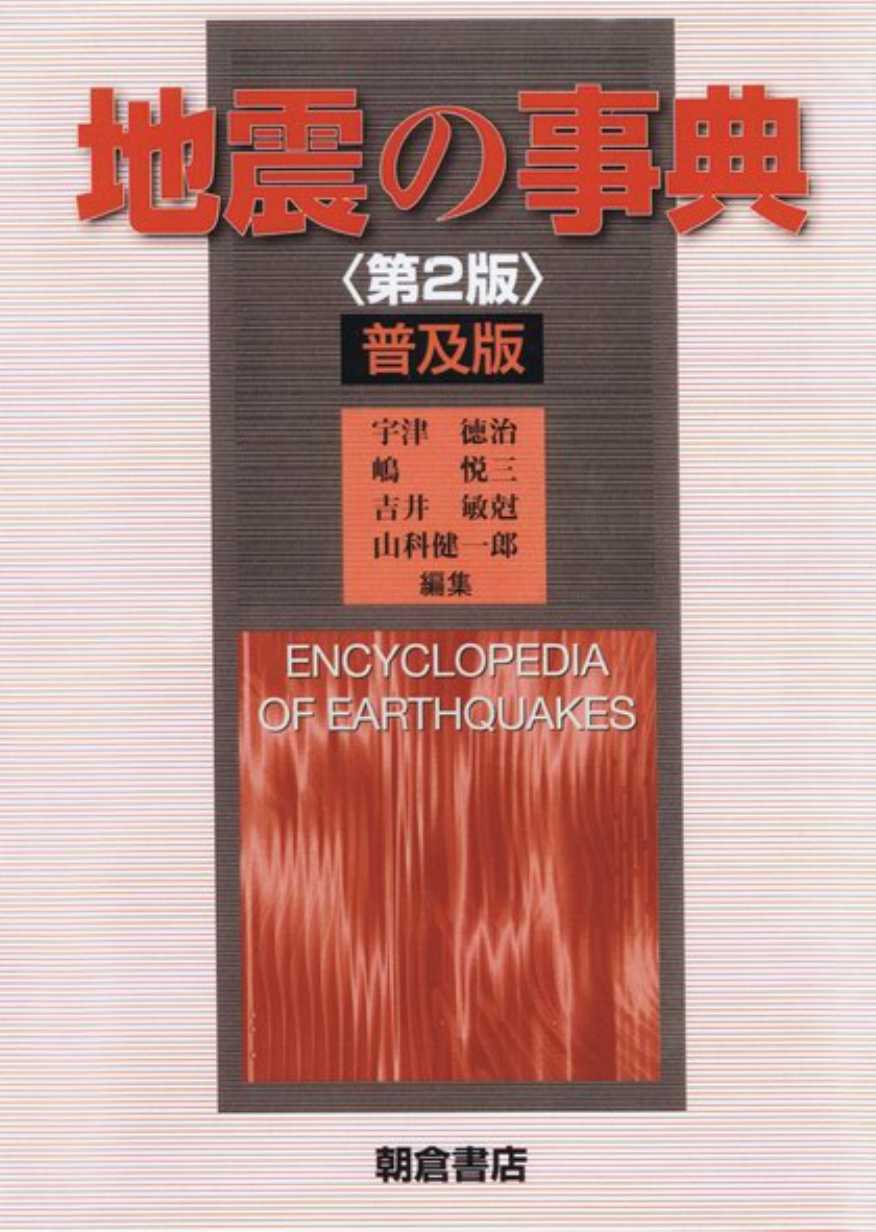 地震の事典
〈第2版〉
普及版
宇津 徳治
嶋 悦三
吉井 敏尅
山科健一郎
編集
ENCYCLOPEDIA
OF EARTHQUAKES
朝倉書店